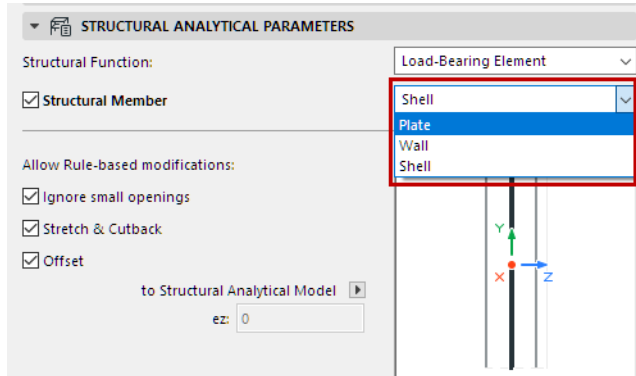 STRUCTURAL ANALYTICAL PARAMETERS
Structural Function: Load-Bearing Element
Structural Member Shell
Plate
Wall
Shell
Allow Rule-based modifications:
Ignore small openings
Stretch & Cutback
Offset
to Structural Analytical Model
ez: 0
Y
X Z